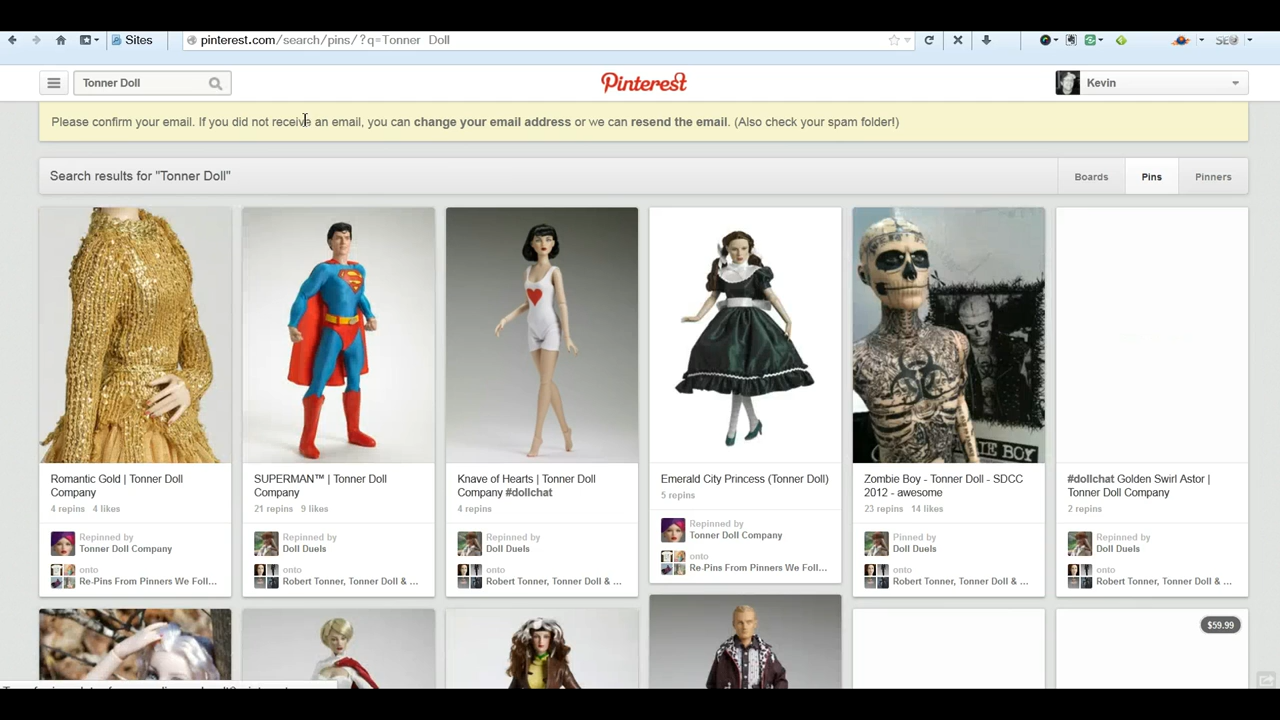 Sites
pinterest.com/search/pins/?q=Tonner Doll
SEO
Tonner Doll
Pinterest
Kevin
Please confirm your email. If you did not receive an email, you can change your email address or we can resend the email. (Also check your spam folder!)
Search results for "Tonner Doll"
Boards
Pins
Pinners
Romantic Gold | Tonner Doll
Company
4 repins 4 likes
Repinned by
Tonner Doll Company
onto
Re-Pins From Pinners We Foll...
SUPERMAN™ | Tonner Doll
Company
21 repins 9 likes
Repinned by
Doll Duels
onto
Robert Tonner, Tonner Doll & ...
Knave of Hearts | Tonner Doll
Company #dollchat
4 repins
Repinned by
Doll Duels
onto
Robert Tonner, Tonner Doll & ...
Emerald City Princess (Tonner Doll)
5 repins
Repinned by
Tonner Doll Company
onto
Re-Pins From Pinners We Foll...
BIE BOY
Zombie Boy - Tonner Doll - SDCC
2012 - awesome
23 repins 14 likes
Pinned by
Doll Duels
onto
Robert Tonner, Tonner Doll & ...
#dollchat Golden Swirl Astor |
Tonner Doll Company
2 repins
Repinned by
Doll Duels
onto
Robert Tonner, Tonner Doll & ...
$59.99